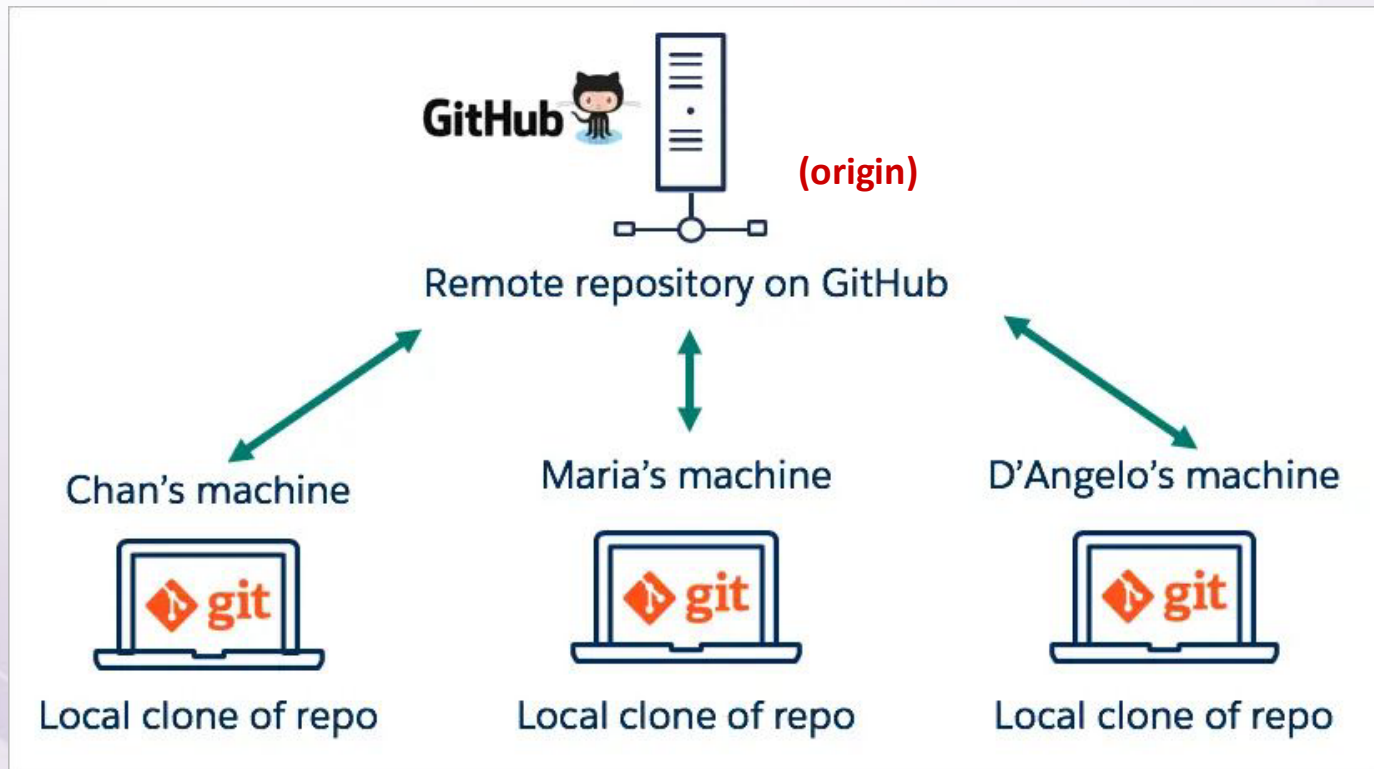 GitHub
(origin)
Remote repository on GitHub
Chan's machine
Maria's machine
D'Angelo's machine
git
git
git
Local clone of repo
Local clone of repo
Local clone of repo